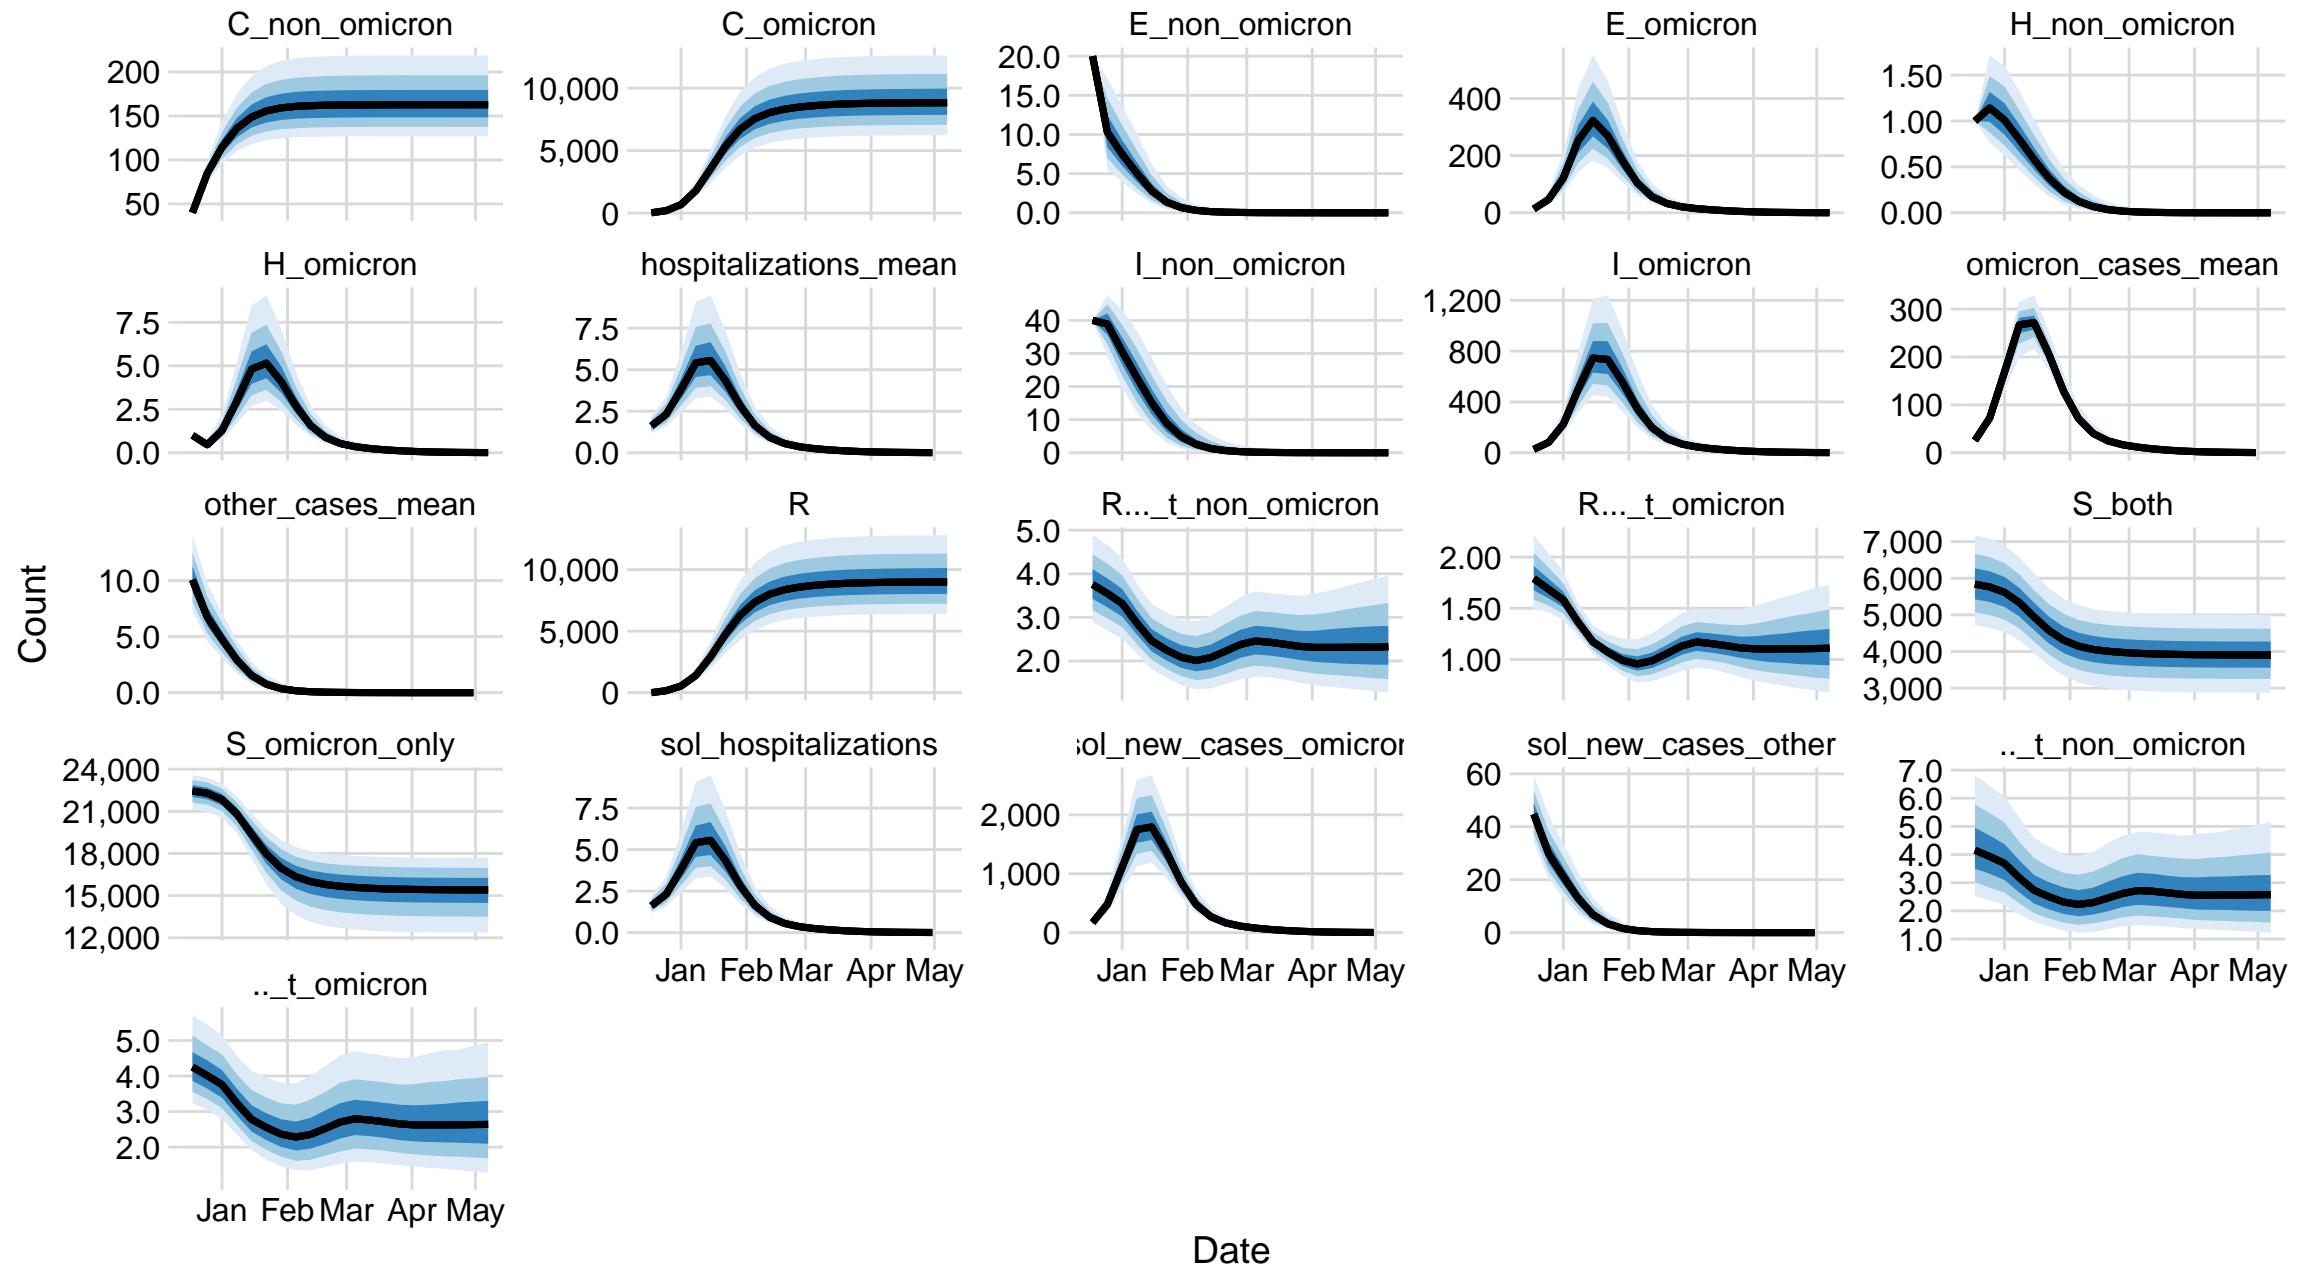 C_non_omicron C_omicron E_non_omicron E_omicron H_non_omicron
200 150 100 50
10,000 5,000 0
20.0 15.0 10.0 5.0 0.0
400 200 0
1.50 1.00 0.50 0.00
H_omicron hospitalizations_mean I_non_omicron I_omicron omicron_cases_mean
7.5 5.0 2.5 0.0
7.5 5.0 2.5 0.0
40 30 20 10 0
1,200 800 400 0
300 200 100 0
other_cases_mean R R..._t_non_omicron R..._t_omicron S_both
10.0 5.0 0.0
10,000 5,000 0
5.0 4.0 3.0 2.0
2.00 1.50 1.00
7,000 6,000 5,000 4,000 3,000
S_omicron_only sol_hospitalizations sol_new_cases_omicron sol_new_cases_other .._t_non_omicron
24,000 21,000 18,000 15,000 12,000
7.5 5.0 2.5 0.0
2,000 1,000 0
60 40 20 0
7.0 6.0 5.0 4.0 3.0 2.0 1.0
Jan Feb Mar Apr May
Jan Feb Mar Apr May
Jan Feb Mar Apr May
Jan Feb Mar Apr May
.._t_omicron
5.0 4.0 3.0 2.0
Jan Feb Mar Apr May
Count
Date